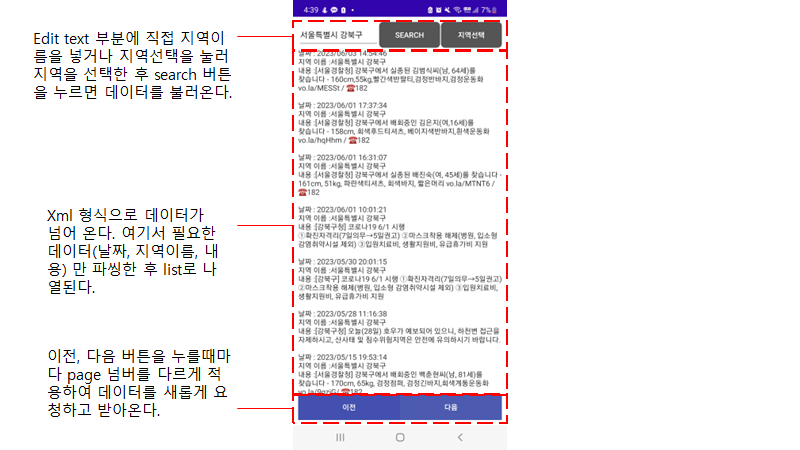 Edit text 부분에 직접 지역이
름을 넣거나 지역선택을 눌러
지역을 선택한 후 search 버튼
을 누르면 데이터를 불러온다.
Xml 형식으로 데이터가
넘어 온다. 여기서 필요한
데이터(날짜, 지역이름, 내
용) 만 파씽한 후 list로 나
열된다.
이전, 다음 버튼을 누를때마
다 page 넘버를 다르게 적
용하여 데이터를 새롭게 요
청하고 받아온다.
4:39
7%
서울특별시 강북구
SEARCH
지역선택
날짜 : 2023/06/03 14:54:46
지역 이름 :서울특별시 강북구
내용 :[서울경찰청] 강북구에서 실종된 김범식씨(남, 64세)를
찾습니다 - 160cm,55kg,빨간색반팔티,검정반바지,검정운동화
vo.la/MESSt / ☎182
날짜 : 2023/06/01 17:37:34
지역 이름 :서울특별시 강북구
내용 :[서울경찰청] 강북구에서 배회중인 김은지(여,16세)를
찾습니다 - 158cm, 회색후드티셔츠, 베이지색반바지,흰색운동화
vo.la/hqHhm / ☎182
날짜 : 2023/06/01 16:31:07
지역 이름 :서울특별시 강북구
내용 :[서울경찰청] 강북구에서 실종된 배진숙(여, 45세)를 찾습니다 -
161cm, 51kg, 파란색티셔츠, 회색바지, 짧은머리 vo.la/MTNT6 /
☎182
날짜 : 2023/06/01 10:01:21
지역 이름 :서울특별시 강북구
내용 :[강북구청] 코로나19 6/1 시행
①확진자격리(7일의무→5일권고) ②마스크착용 해제(병원, 입소형
감염취약시설 제외) ③입원치료비, 생활지원비, 유급휴가비 지원
날짜 : 2023/05/30 20:01:15
지역 이름 :서울특별시 강북구
내용 :[강북구] 코로나19 6/1 시행 ①확진자격리(7일의무→5일권고)
②마스크착용 해제(병원, 입소형 감염취약시설 제외) ③입원치료비,
생활지원비, 유급휴가비 지원
날짜 : 2023/05/28 11:16:38
지역 이름 :서울특별시 강북구
내용 :[강북구청] 오늘(28일) 호우가 예보되어 있으니, 하천변 접근을
자제하시고, 산사태 및 침수위험지역은 안전에 유의하시기 바랍니다.
날짜 : 2023/05/15 19:53:14
지역 이름 :서울특별시 강북구
내용 :[서울경찰청] 강북구에서 배회중인 백춘현씨(남, 81세)를
찾습니다 - 170cm, 65kg, 검정점퍼, 검정긴바지,회색계통운동화
☎182
이전
다음